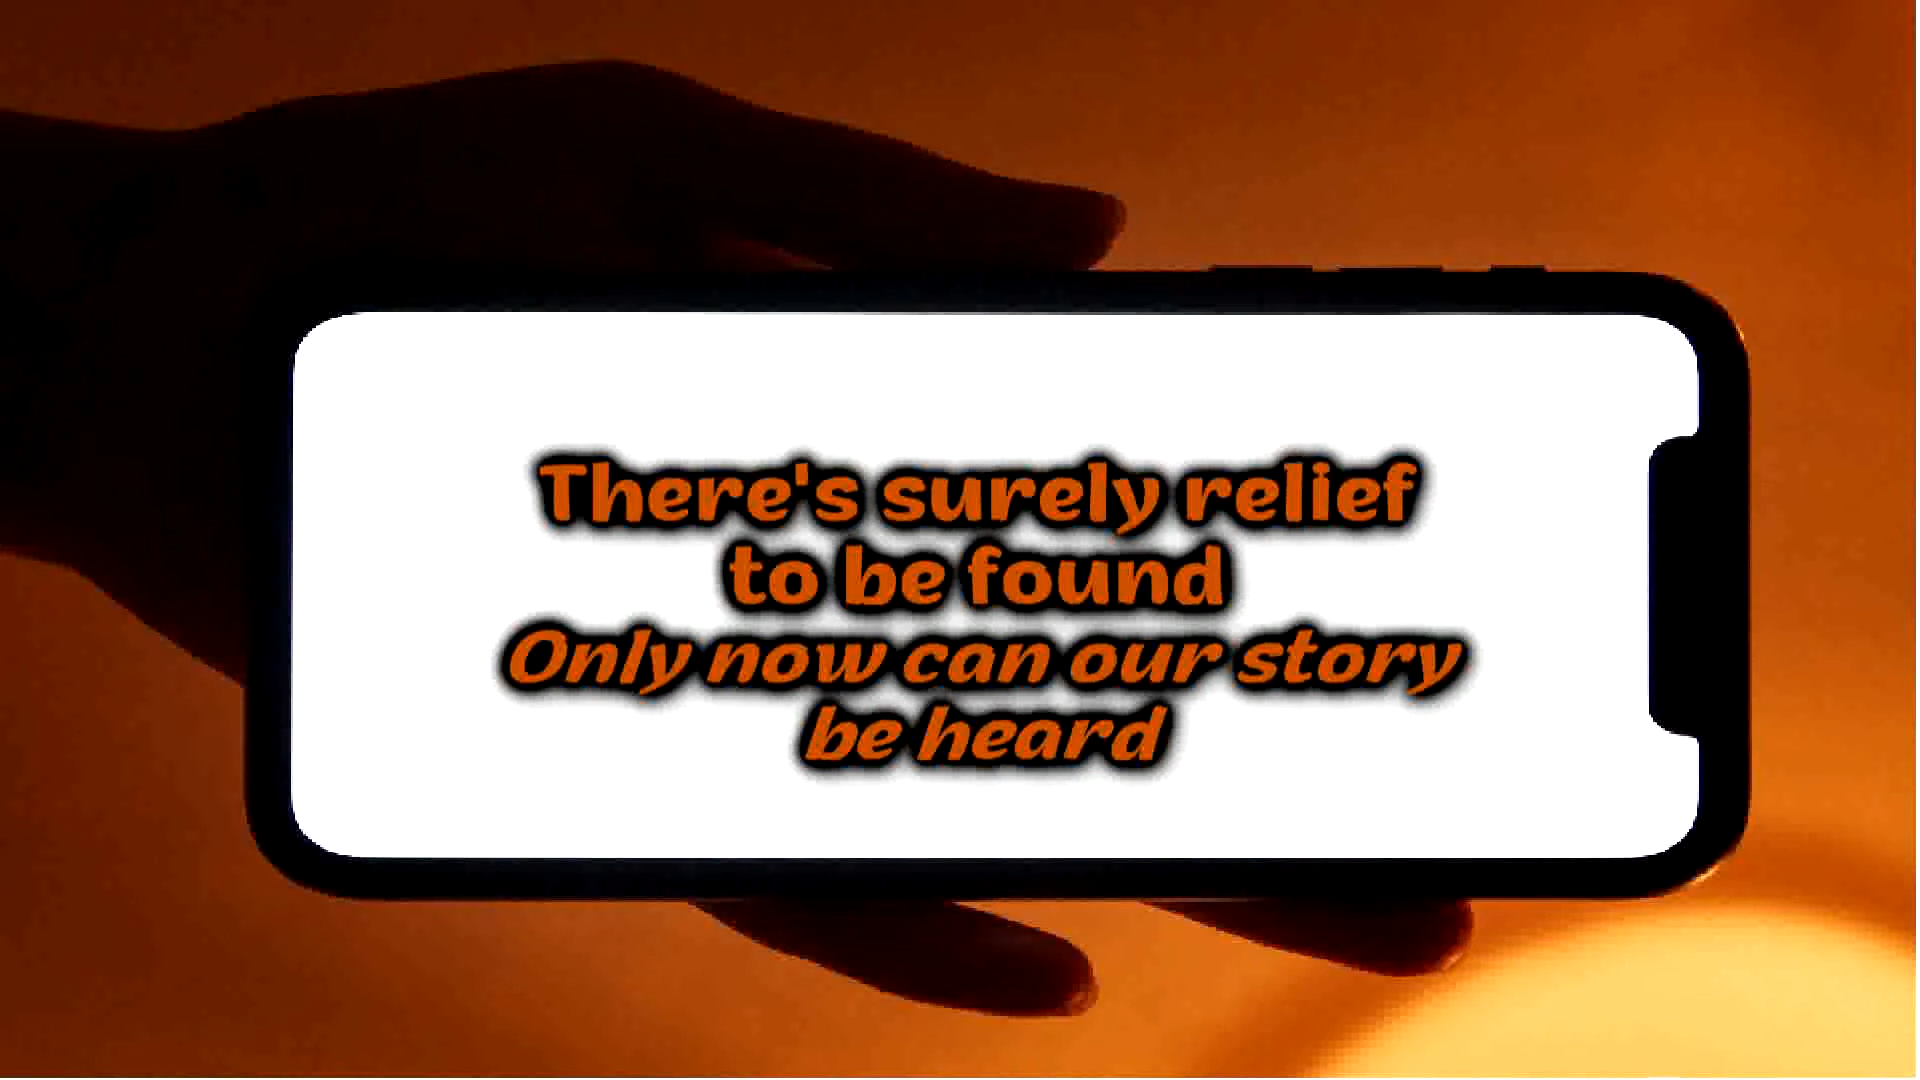 There's surely relief
to be found
Only now can our story
be heard